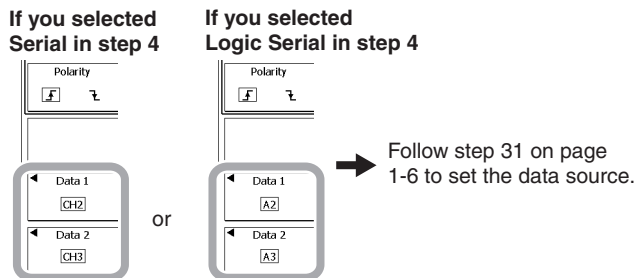 If you selected
Serial in step 4
If you selected
Logic Serial in step 4
Polarity
Data 1
CH2
Data 2
CH3
or
Polarity
Data 1
A2
Data 2
A3
Follow step 31 on page
1-6 to set the data source.